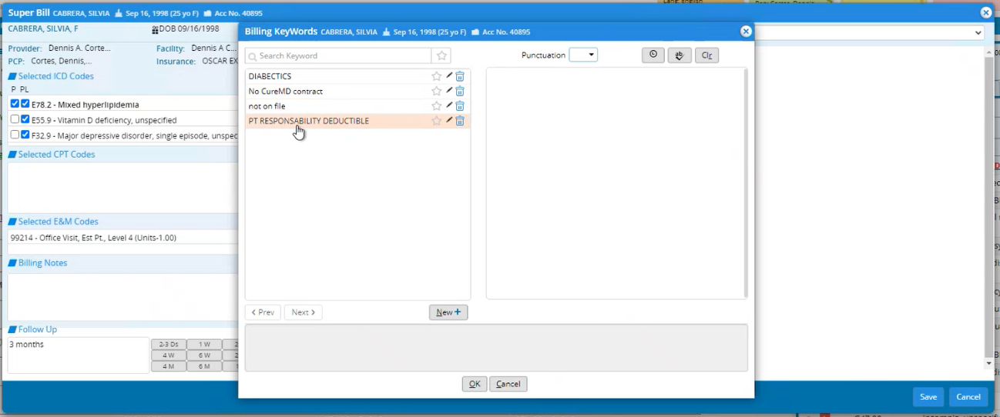 Super Bill CABRERA, SILVIA Sep 16, 1998 (25 yo F) Acc No. 40895
CABRERA, SILVIA, F DOB 09/16/1998
Provider: Dennis A. Corte... Facility: Dennis A C...
PCP: Cortes, Dennis,... Insurance: OSCAR EX
Selected ICD Codes
P PL
E78.2 - Mixed hyperlipidemia
E55.9 - Vitamin D deficiency, unspecified
F32.9 - Major depressive disorder, single episode, unspec
Selected CPT Codes
Selected E&M Codes
99214 - Office Visit, Est Pt., Level 4 (Units-1.00)
Billing Notes
Follow Up
3 months
2-3 Ds 1 W 2
4 W 6 W 2
4 M 6 M 1
Billing KeyWords CABRERA, SILVIA Sep 16, 1998 (25 yo F) Acc No. 40895
Search Keyword
Punctuation
Clr
DIABECTICS
No CureMD contract
not on file
PT RESPONSABILITY DEDUCTIBLE
< Prev Next >
New +
OK Cancel
Save Cancel